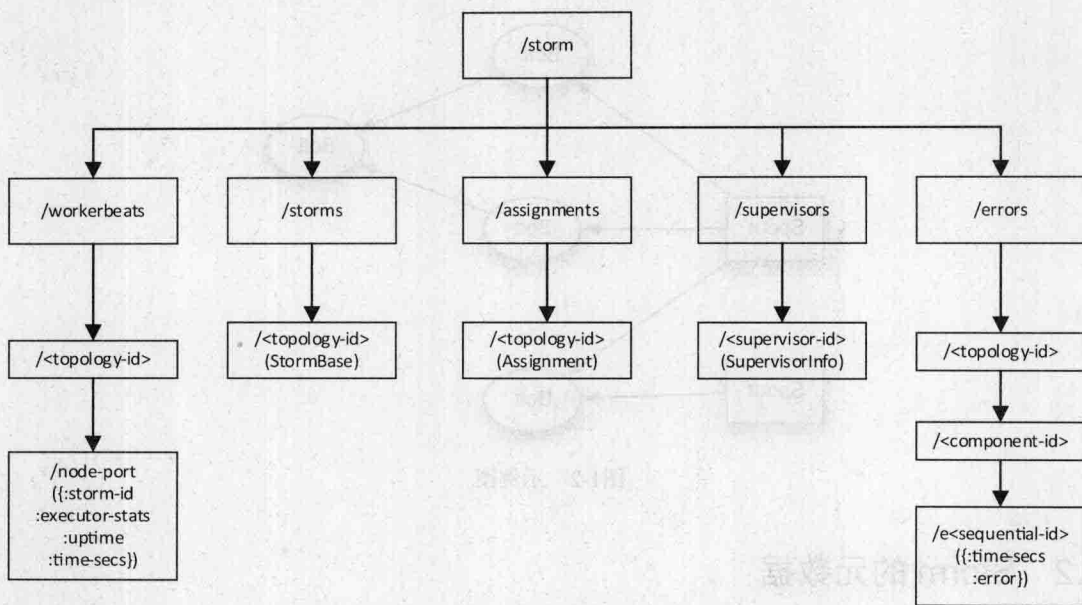 /storm
/workerbeats
/storms
/assignments
/supervisors
/errors
/<topology-id>
/<topology-id>
(StormBase)
/<topology-id>
(Assignment)
/<supervisor-id>
(SupervisorInfo)
/<topology-id>
/<component-id>
/node-port
({:storm-id
:executor-stats
:uptime
:time-secs})
/e<sequential-id>
({:time-secs
:error})